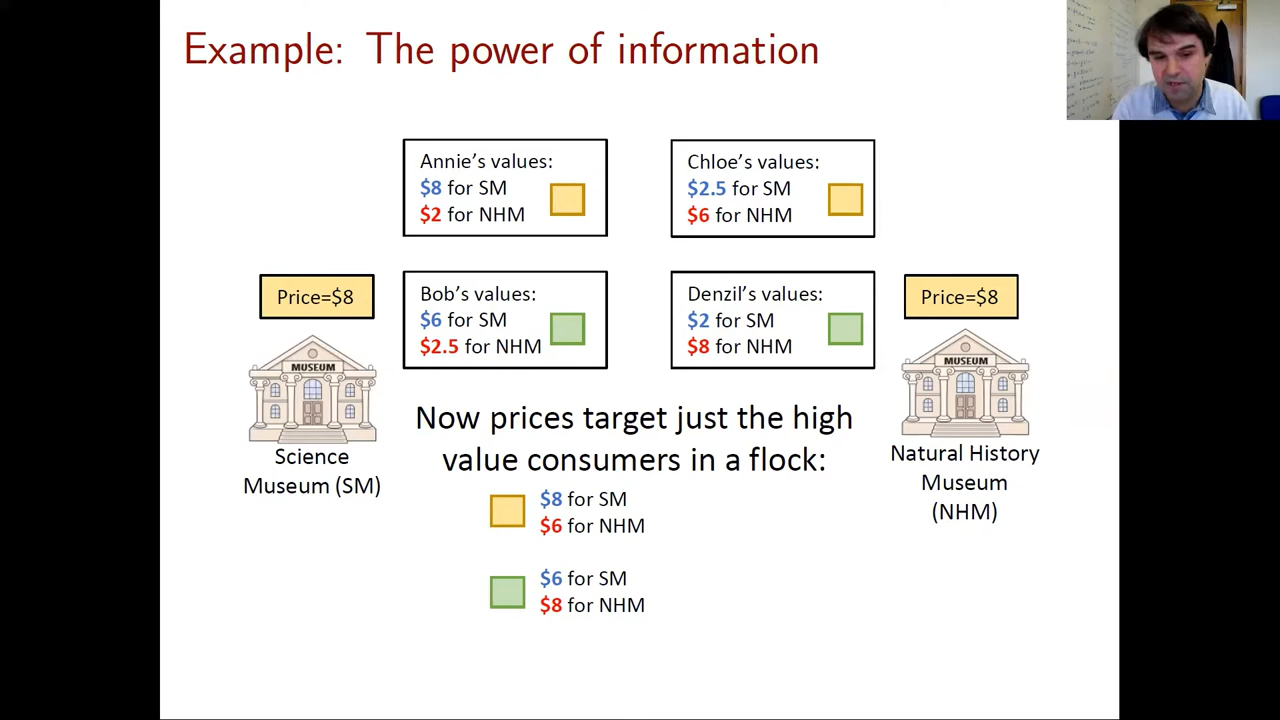 Example: The power of information
Annie's values:
$8 for SM
$2 for NHM
Chloe's values:
$2.5 for SM
$6 for NHM
Price=$8
MUSEUM
Science
Museum (SM)
Bob's values:
$6 for SM
$2.5 for NHM
Denzil's values:
$2 for SM
$8 for NHM
Price=$8
MUSEUM
Natural History
Museum
(NHM)
Now prices target just the high
value consumers in a flock:
$8 for SM
$6 for NHM
$6 for SM
$8 for NHM